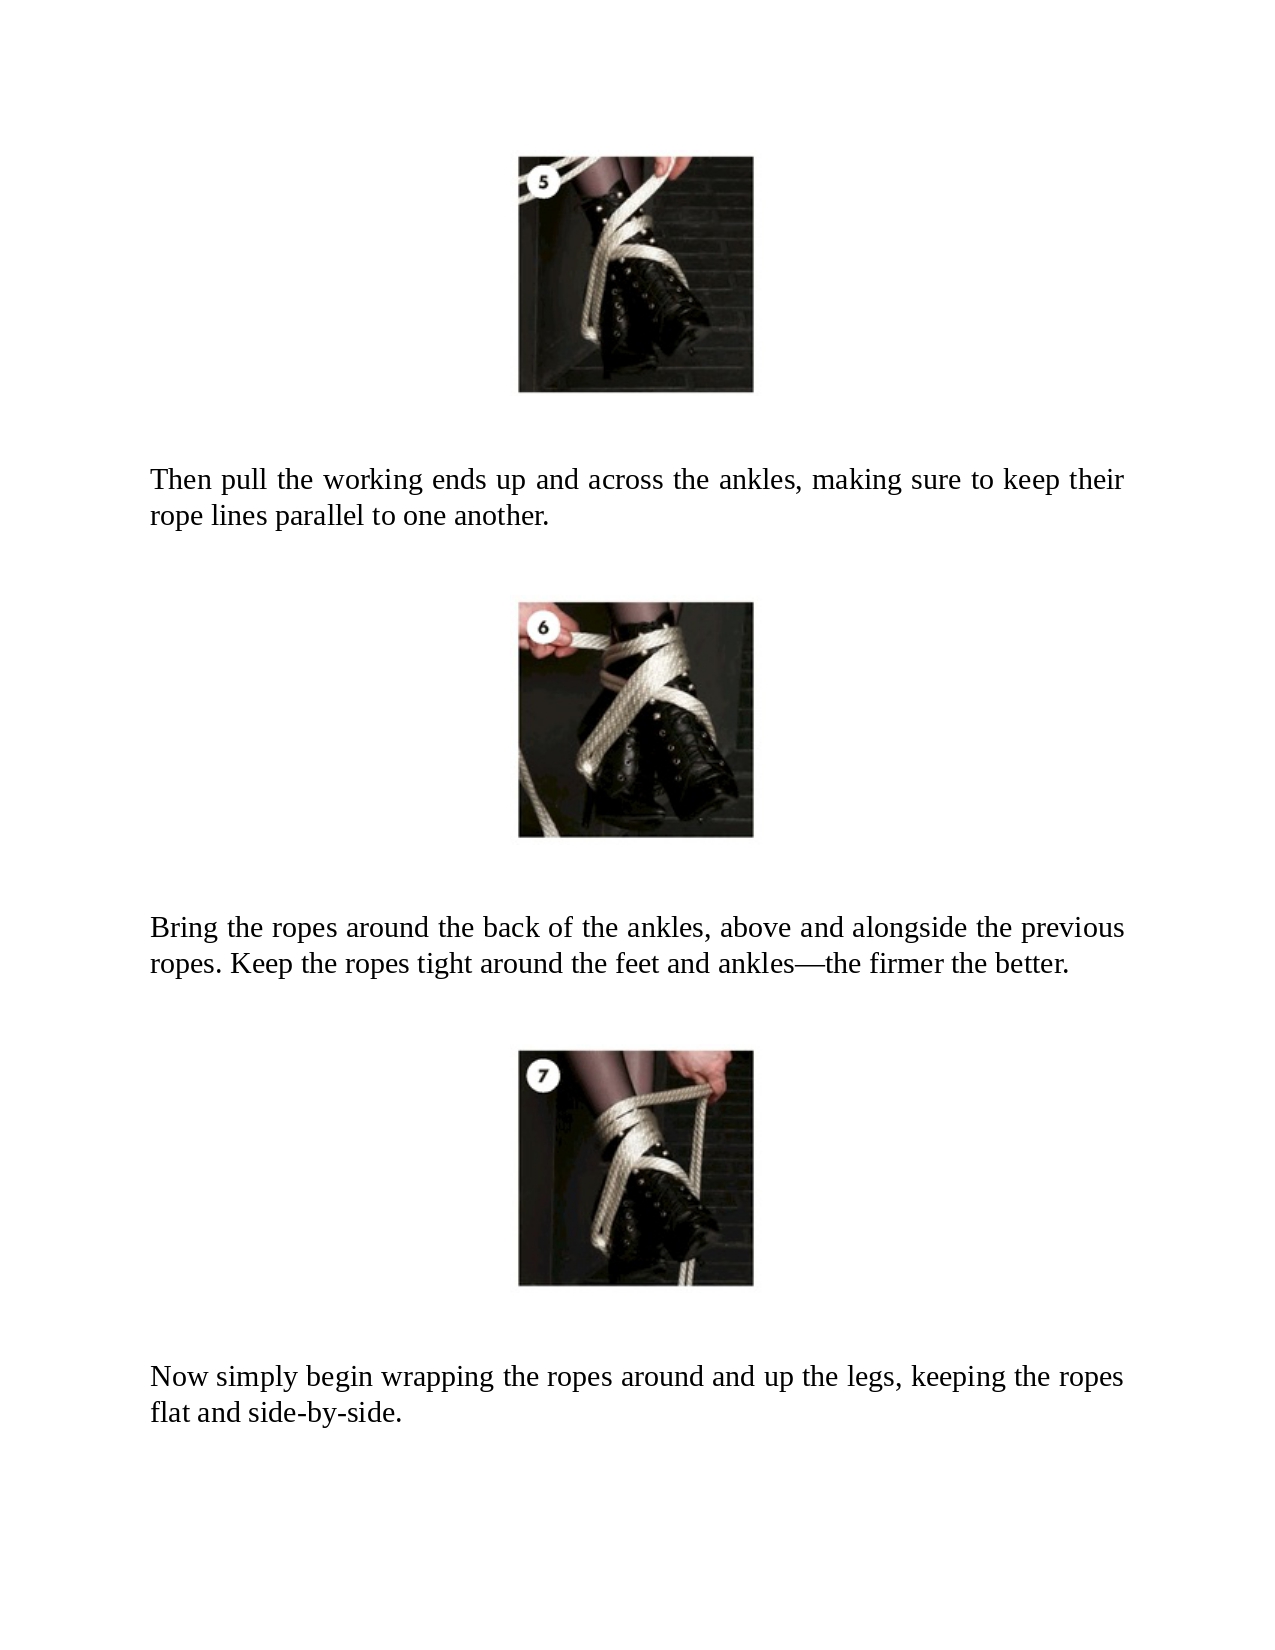 5
Then pull the working ends up and across the ankles, making sure to keep their
rope lines parallel to one another.
6
Bring the ropes around the back of the ankles, above and alongside the previous
ropes. Keep the ropes tight around the feet and ankles—the firmer the better.
7
Now simply begin wrapping the ropes around and up the legs, keeping the ropes
flat and side-by-side.